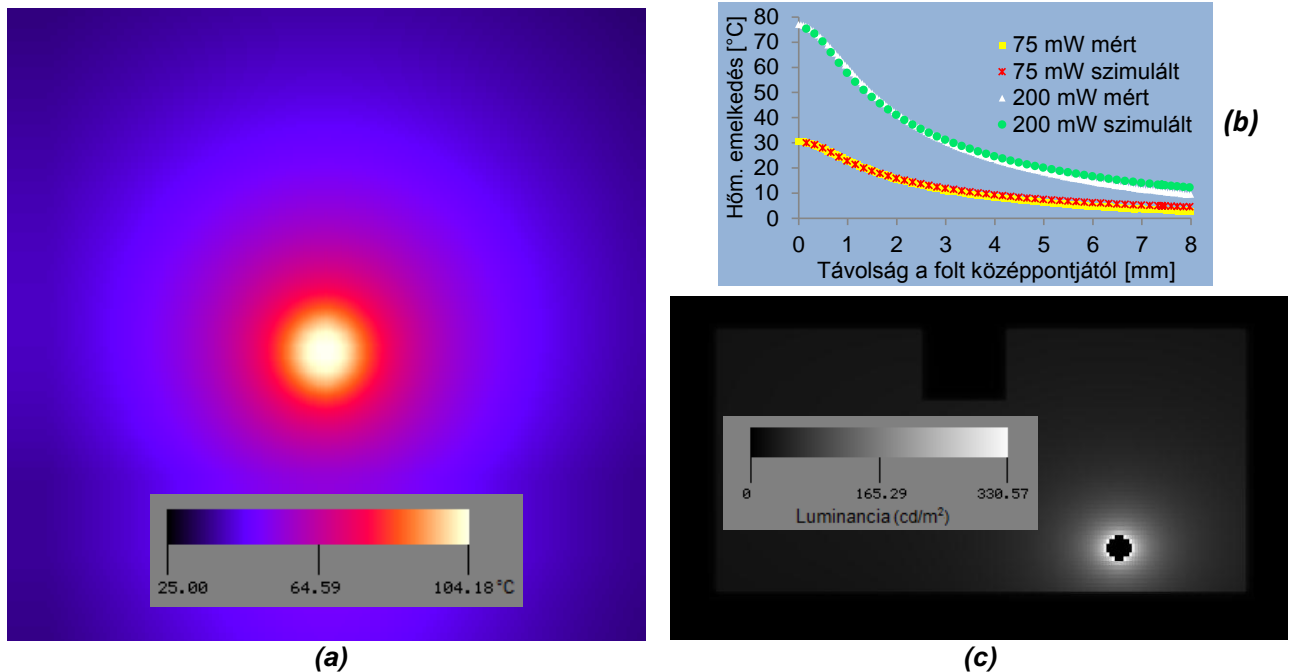 25.00 64.59 104.18°C
(a)
Hőm. emelkedés [°C]
80
70
60
50
40
30
20
10
0
0 1 2 3 4 5 6 7 8
Távolság a folt középpontjától [mm]
75 mW mért
75 mW szimulált
200 mW mért
200 mW szimulált
(b)
0 165.29 330.57
Luminancia (cd/m²)
(c)